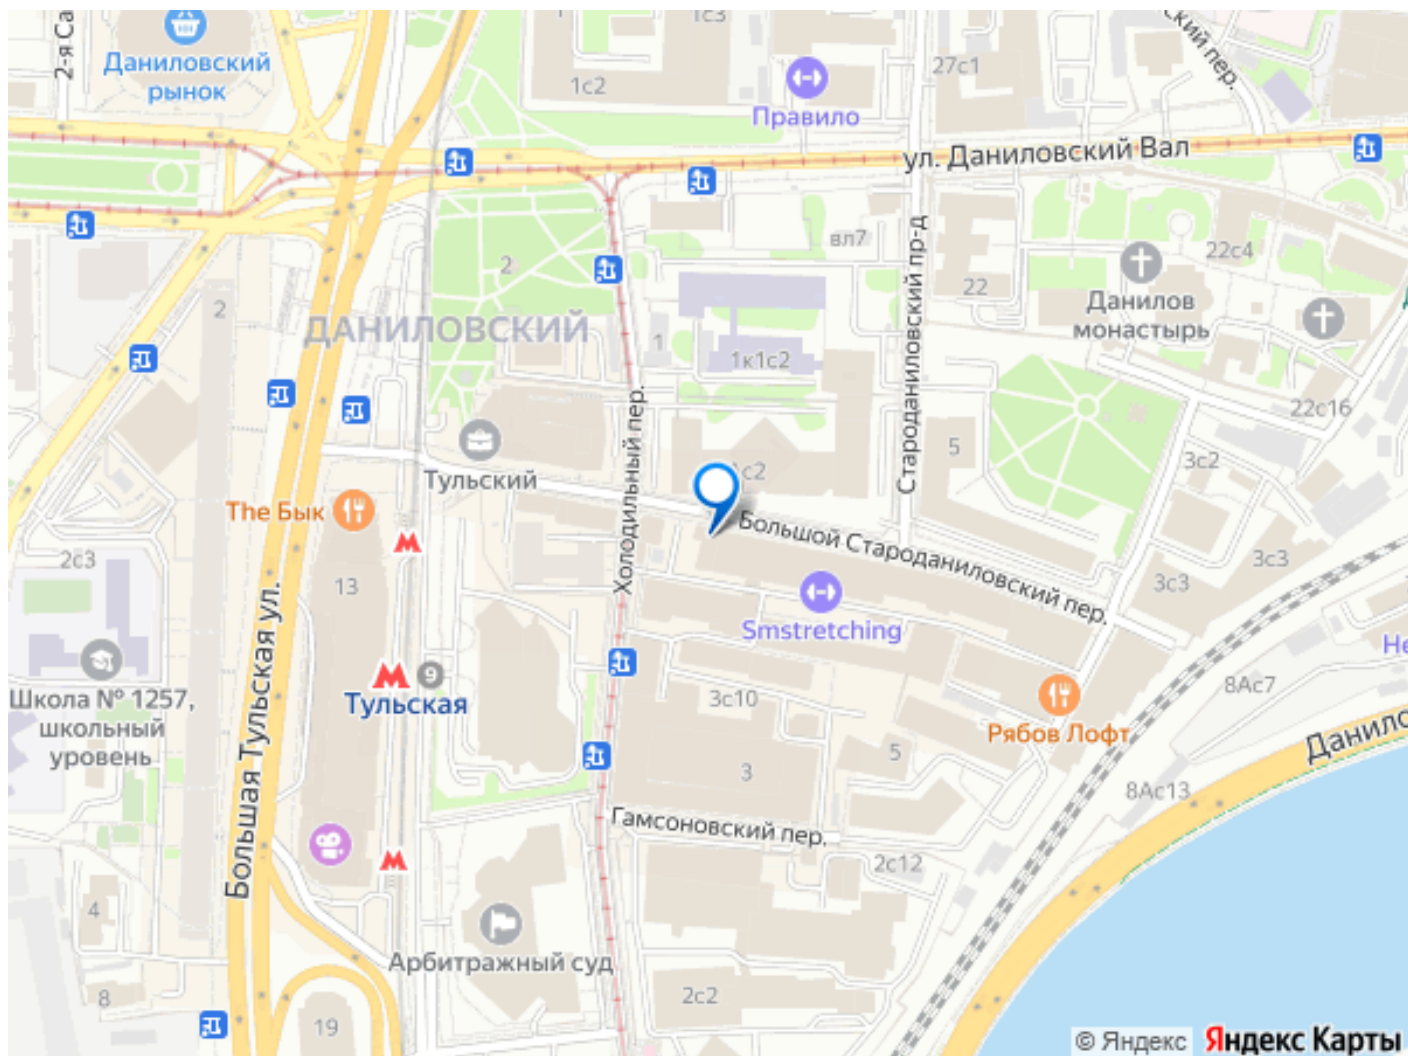 2-я Са
Даниловский
рынок
1с3
1с2
Правило
27с1
ский пер.
ул. Даниловский Вал
2
2
ДАНИЛОВСКИЙ
вл7
1
1к1с2
Холодильный пер.
Староданиловский пр-д
22
22с4
Данилов
монастырь
22с16
5
3с2
Тульский
The Бык
2с3
13
Большая Тульская ул.
Большой Староданиловский пер.
3с3
3с3
Smstretching
Школа № 1257,
школьный
уровень
9
Тульская
3с10
Рябов Лофт
8Ас7
Не
3
5
Данило
8Ас13
Гамсоновский пер.
2с12
4
Арбитражный суд
8
19
2с2
© Яндекс Яндекс Карты